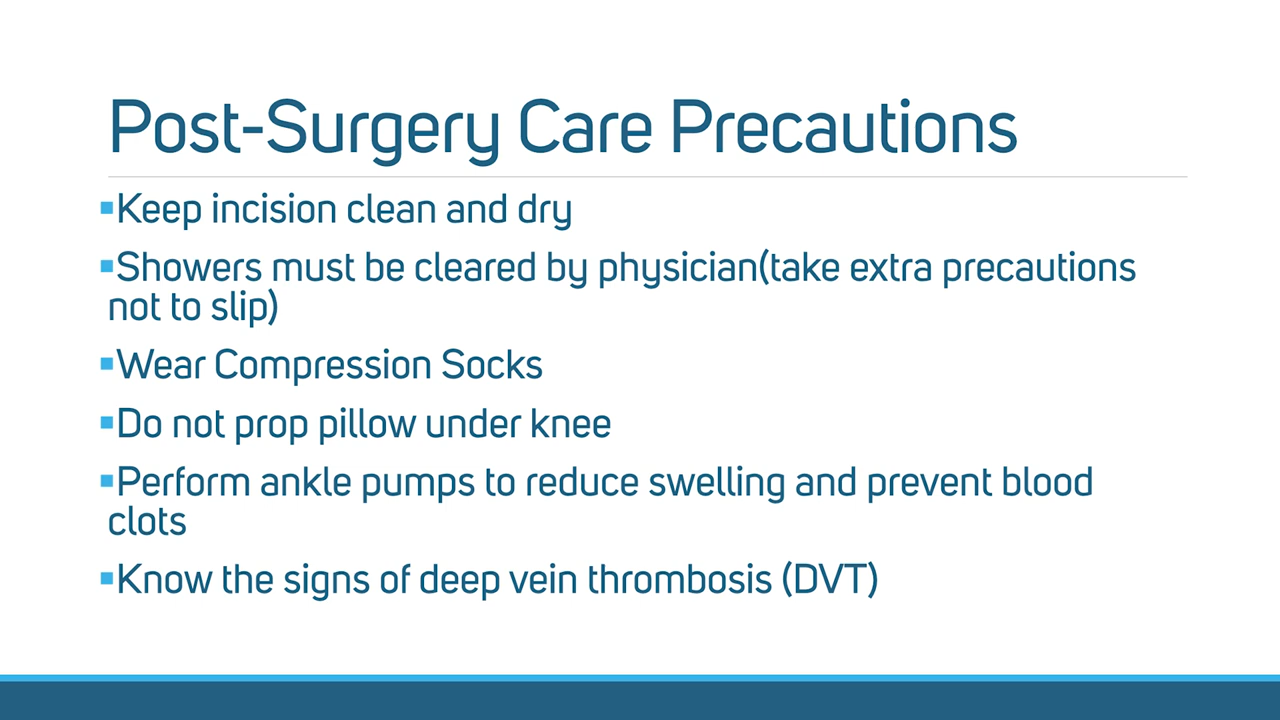 Post-Surgery Care Precautions
▪Keep incision clean and dry
▪Showers must be cleared by physician(take extra precautions
not to slip)
▪Wear Compression Socks
▪Do not prop pillow under knee
▪Perform ankle pumps to reduce swelling and prevent blood
clots
▪Know the signs of deep vein thrombosis (DVT)